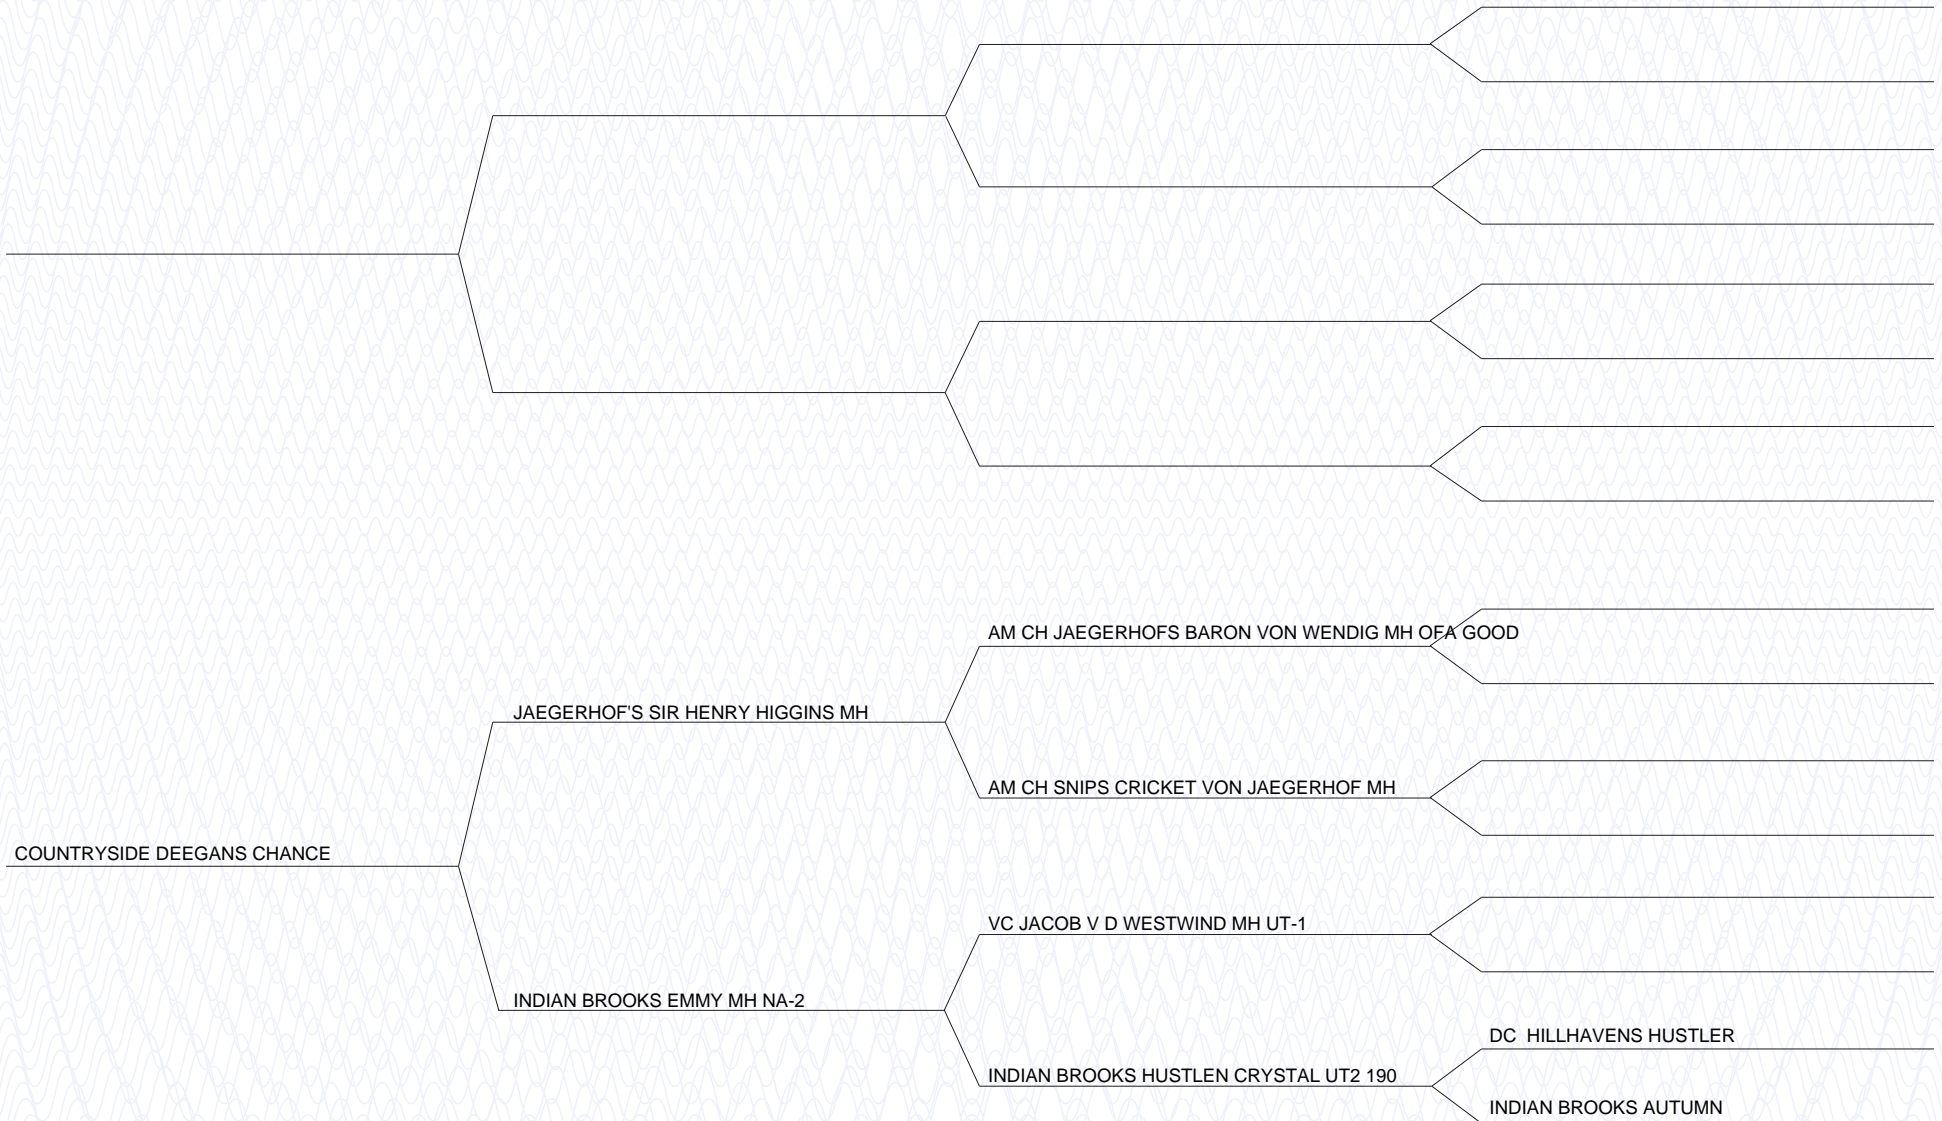 AM CH JAEGERHOFS BARON VON WENDIG MH OFA GOOD
JAEGERHOF'S SIR HENRY HIGGINS MH
AM CH SNIPS CRICKET VON JAEGERHOF MH
COUNTRYSIDE DEEGANS CHANCE
VC JACOB V D WESTWIND MH UT-1
INDIAN BROOKS EMMY MH NA-2
DC  HILLHAVENS HUSTLER
INDIAN BROOKS HUSTLEN CRYSTAL UT2 190
INDIAN BROOKS AUTUMN